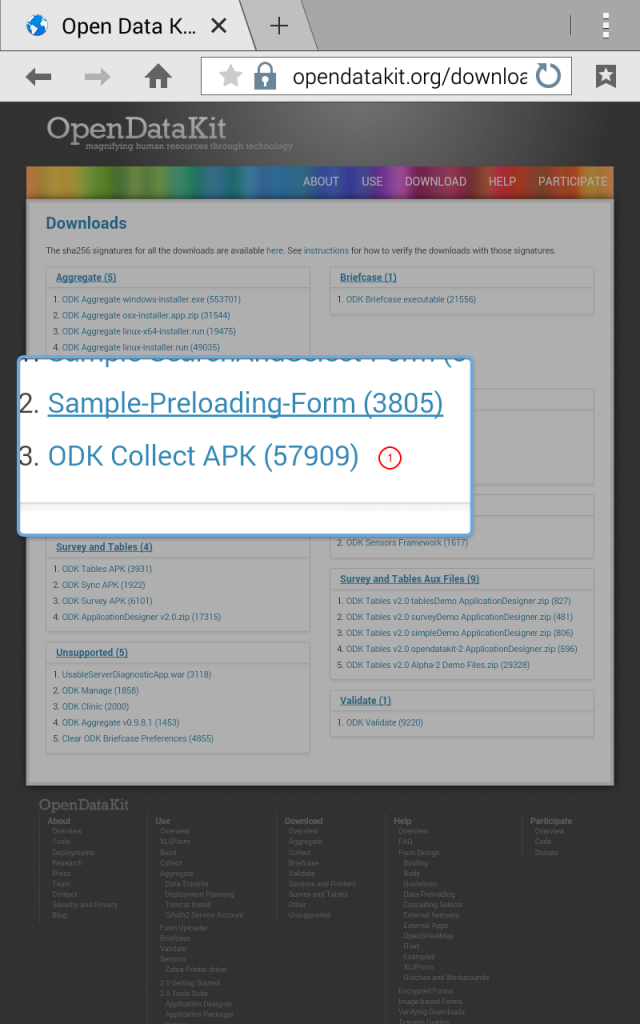 Open Data K...
opendatakit.org/downloa
OpenDataKit
magnifying human resources through technology
ABOUT USE DOWNLOAD HELP PARTICIPATE
Downloads
The sha256 signatures for all the downloads are available here. See instructions for how to verify the downloads with those signatures.
Aggregate (5)
1. ODK Aggregate windows-installer.exe (553701)
2. ODK Aggregate osx-installer.app.zip (31544)
3. ODK Aggregate linux-x64-installer.run (19475)
4. ODK Aggregate linux-installer.run (49035)
Briefcase (1)
1. ODK Briefcase executable (21556)
2. Sample-Preloading-Form (3805)
3. ODK Collect APK (57909) 1
2. ODK Sensors Framework (1617)
Survey and Tables (4)
1. ODK Tables APK (3931)
2. ODK Sync APK (1922)
3. ODK Survey APK (6101)
4. ODK ApplicationDesigner v2.0.zip (17315)
Survey and Tables Aux Files (9)
1. ODK Tables v2.0 tablesDemo ApplicationDesigner.zip (827)
2. ODK Tables v2.0 surveyDemo ApplicationDesigner.zip (481)
3. ODK Tables v2.0 simpleDemo ApplicationDesigner.zip (806)
4. ODK Tables v2.0 opendatakit-2 ApplicationDesigner.zip (596)
5. ODK Tables v2.0 Alpha-2 Demo Files.zip (29328)
Unsupported (5)
1. UsableServerDiagnosticApp.war (3118)
2. ODK Manage (1858)
3. ODK Clinic (2000)
4. ODK Aggregate v0.9.8.1 (1453)
5. Clear ODK Briefcase Preferences (4855)
Validate (1)
1. ODK Validate (9220)
OpenDataKit
About
Overview
Tools
Deployments
Research
Press
Team
Contact
Security and Privacy
Blog
Use
Overview
XLSForm
Build
Collect
Aggregate
Data Transfer
Deployment Planning
Tomcat Install
OAuth2 Service Account
Form Uploader
Briefcase
Validate
Sensors
Zebra Printer driver
2.0 Getting Started
2.0 Tools Suite
Application Designer
Application Packager
Download
Overview
Aggregate
Collect
Briefcase
Validate
Sensors and Printers
Survey and Tables
Other
Unsupported
Help
Overview
FAQ
Form Design
Binding
Body
Guidelines
Data Preloading
Cascading Selects
External Itemsets
External Apps
OpenStreetMap
iText
Examples
XLSForm
Gotchas and Workarounds
Encrypted Forms
Image-based Forms
Verifying Downloads
Training Guides
Participate
Overview
Code
Donate